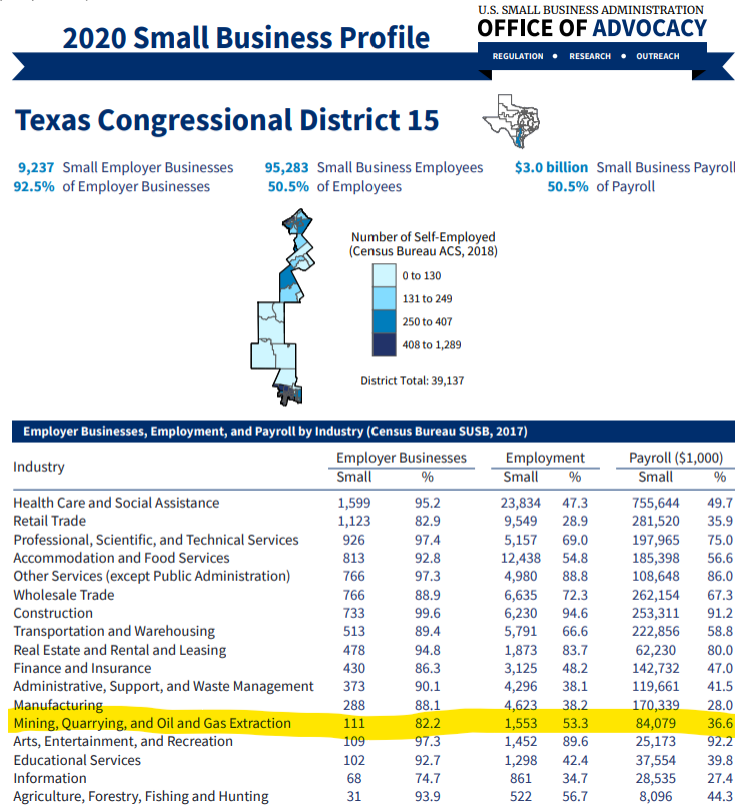 U.S. SMALL BUSINESS ADMINISTRATION
2020 Small Business Profile
OFFICE OF ADVOCACY
REGULATION • RESEARCH • OUTREACH
Texas Congressional District 15
9,237 Small Employer Businesses 95,283 Small Business Employees $3.0 billion Small Business Payroll
92.5% of Employer Businesses 50.5% of Employees 50.5% of Payroll
Number of Self-Employed
(Census Bureau ACS, 2018)
0 to 130
131 to 249
250 to 407
408 to 1,289
District Total: 39,137
Employer Businesses, Employment, and Payroll by Industry (Census Bureau SUSB, 2017)
Industry Employer Businesses Employment Payroll ($1,000)
Small % Small % Small %
Health Care and Social Assistance 1,599 95.2 23,834 47.3 755,644 49.7
Retail Trade 1,123 82.9 9,549 28.9 281,520 35.9
Professional, Scientific, and Technical Services 926 97.4 5,157 69.0 197,965 75.0
Accommodation and Food Services 813 92.8 12,438 54.8 185,398 56.6
Other Services (except Public Administration) 766 97.3 4,980 88.8 108,648 86.0
Wholesale Trade 766 88.9 6,635 72.3 262,154 67.3
Construction 733 99.6 6,230 94.6 253,311 91.2
Transportation and Warehousing 513 89.4 5,791 66.6 222,856 58.8
Real Estate and Rental and Leasing 478 94.8 1,873 83.7 62,230 80.0
Finance and Insurance 430 86.3 3,125 48.2 142,732 47.0
Administrative, Support, and Waste Management 373 90.1 4,296 38.1 119,661 41.5
Manufacturing 288 88.1 4,623 38.2 170,339 28.0
Mining, Quarrying, and Oil and Gas Extraction 111 82.2 1,553 53.3 84,079 36.6
Arts, Entertainment, and Recreation 109 97.3 1,452 89.6 25,173 92.2
Educational Services 102 92.7 1,298 42.4 37,554 39.8
Information 68 74.7 861 34.7 28,535 27.4
Agriculture, Forestry, Fishing and Hunting 31 93.9 522 56.7 8,096 44.3